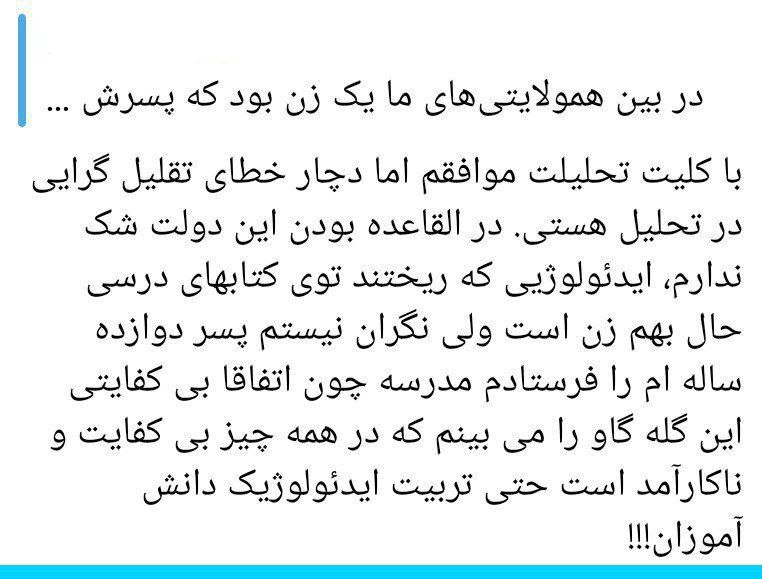 در بین همولایتی‌های ما یک زن بود که پسرش ...
با کلیت تحلیلت موافقم اما دچار خطای تقلیل گرایی
در تحلیل هستی. در القاعده بودن این دولت شک
ندارم، ایدئولوژیی که ریختند توی کتابهای درسی
حال بهم زن است ولی نگران نیستم پسر دوازده
ساله ام را فرستادم مدرسه چون اتفاقا بی کفایتی
این گله گاو را می بینم که در همه چیز بی کفایت و
ناکارآمد است حتی تربیت ایدئولوژیک دانش
آموزان!!!